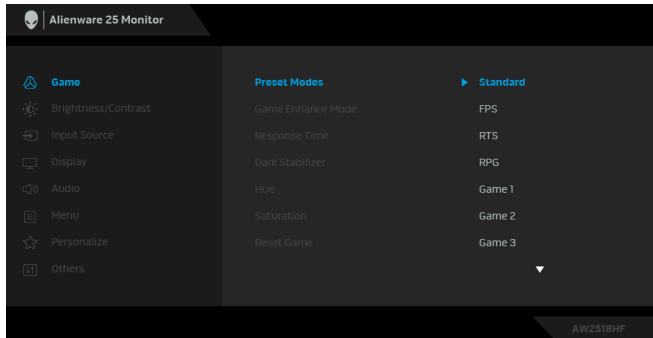 Alienware 25 Monitor
Game Preset Modes Standard
Brightness/Contrast Game Enhance Mode FPS
Input Source Response Time RTS
Display Dark Stabilizer RPG
Audio Hue Game 1
Menu Saturation Game 2
Personalize Reset Game Game 3
Others
AW2518HF